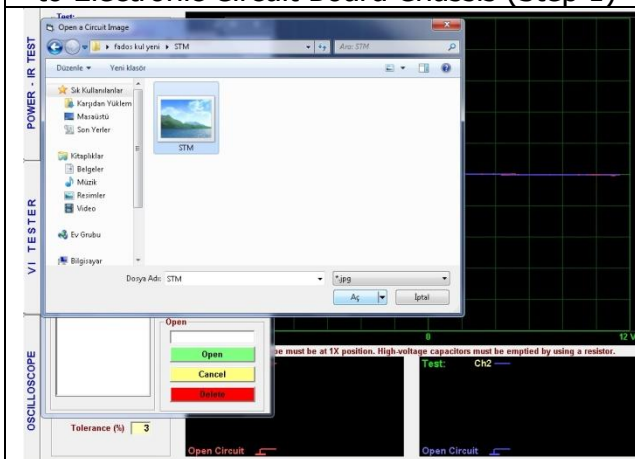 to Electronic Circuit Board Chassis (Step 1)
Test:
Open a Circuit Image
fados kul yeni ▸ STM
Ara: STM
Düzenle
Yeni klasör
Sık Kullanılanlar
Karşıdan Yüklem
Masaüstü
Son Yerler
Kitaplıklar
Belgeler
Müzik
Resimler
Video
Ev Grubu
Bilgisayar
STM
Dosya Adı: STM
*.jpg
Aç
İptal
POWER - IR TEST
VI TESTER
OSCILLOSCOPE
Open
Open
Cancel
Delete
Tolerance (%) 3
0
12 V
be must be at 1X position. High-voltage capacitors must be emptied by using a resistor.
Test: Ch2
Open Circuit
Open Circuit